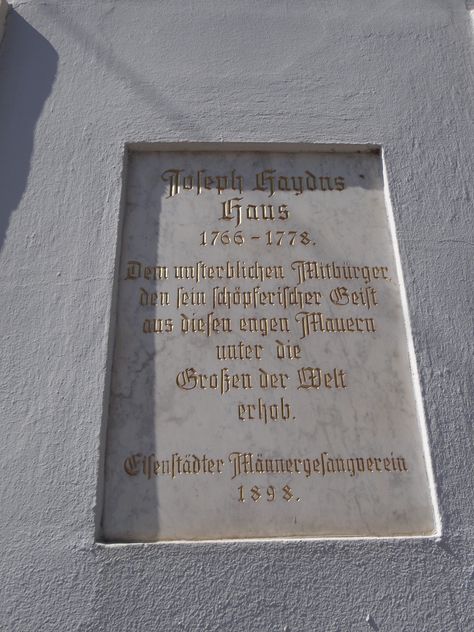 Joseph Haydns
Haus
1766-1778.
Dem unsterblichen Mitbürger,
den sein schöpferischer Geist
aus diesen engen Mauern
unter die
Großen der Welt
erhob.
Eisenstädter Männergesangverein
1898.